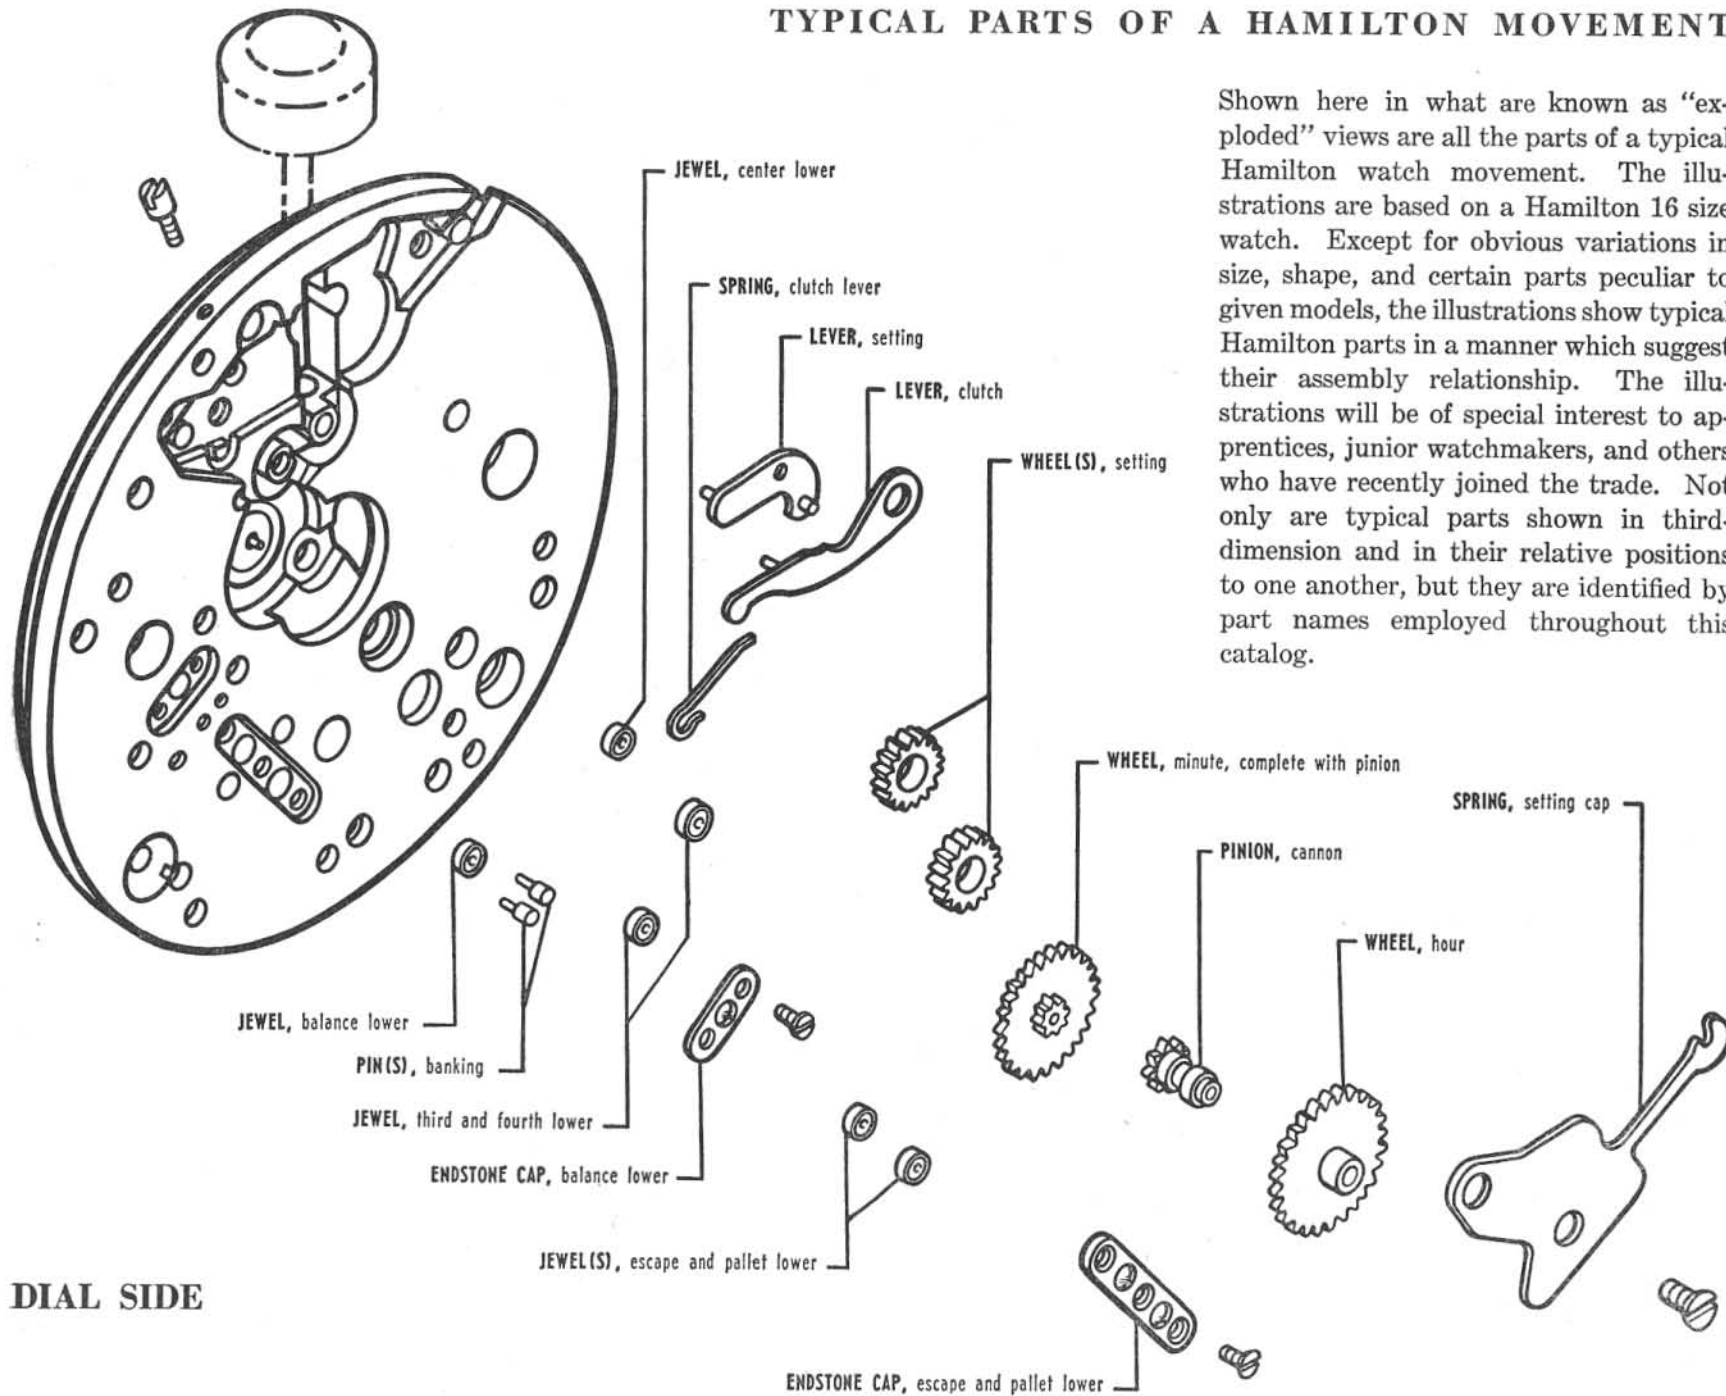 TYPICAL PARTS OF A HAMILTON MOVEMENT
Shown here in what are known as “ex-
ploded” views are all the parts of a typical
Hamilton watch movement. The illu-
strations are based on a Hamilton 16 size
watch. Except for obvious variations in
size, shape, and certain parts peculiar to
given models, the illustrations show typical
Hamilton parts in a manner which suggest
their assembly relationship. The illu-
strations will be of special interest to ap-
prentices, junior watchmakers, and others
who have recently joined the trade. Not
only are typical parts shown in third-
dimension and in their relative positions
to one another, but they are identified by
part names employed throughout this
catalog.
JEWEL, center lower
SPRING, clutch lever
LEVER, setting
LEVER, clutch
WHEEL(S), setting
WHEEL, minute, complete with pinion
SPRING, setting cap
PINION, cannon
WHEEL, hour
JEWEL, balance lower
PIN(S), banking
JEWEL, third and fourth lower
ENDSTONE CAP, balance lower
JEWEL(S), escape and pallet lower
DIAL SIDE
ENDSTONE CAP, escape and pallet lower